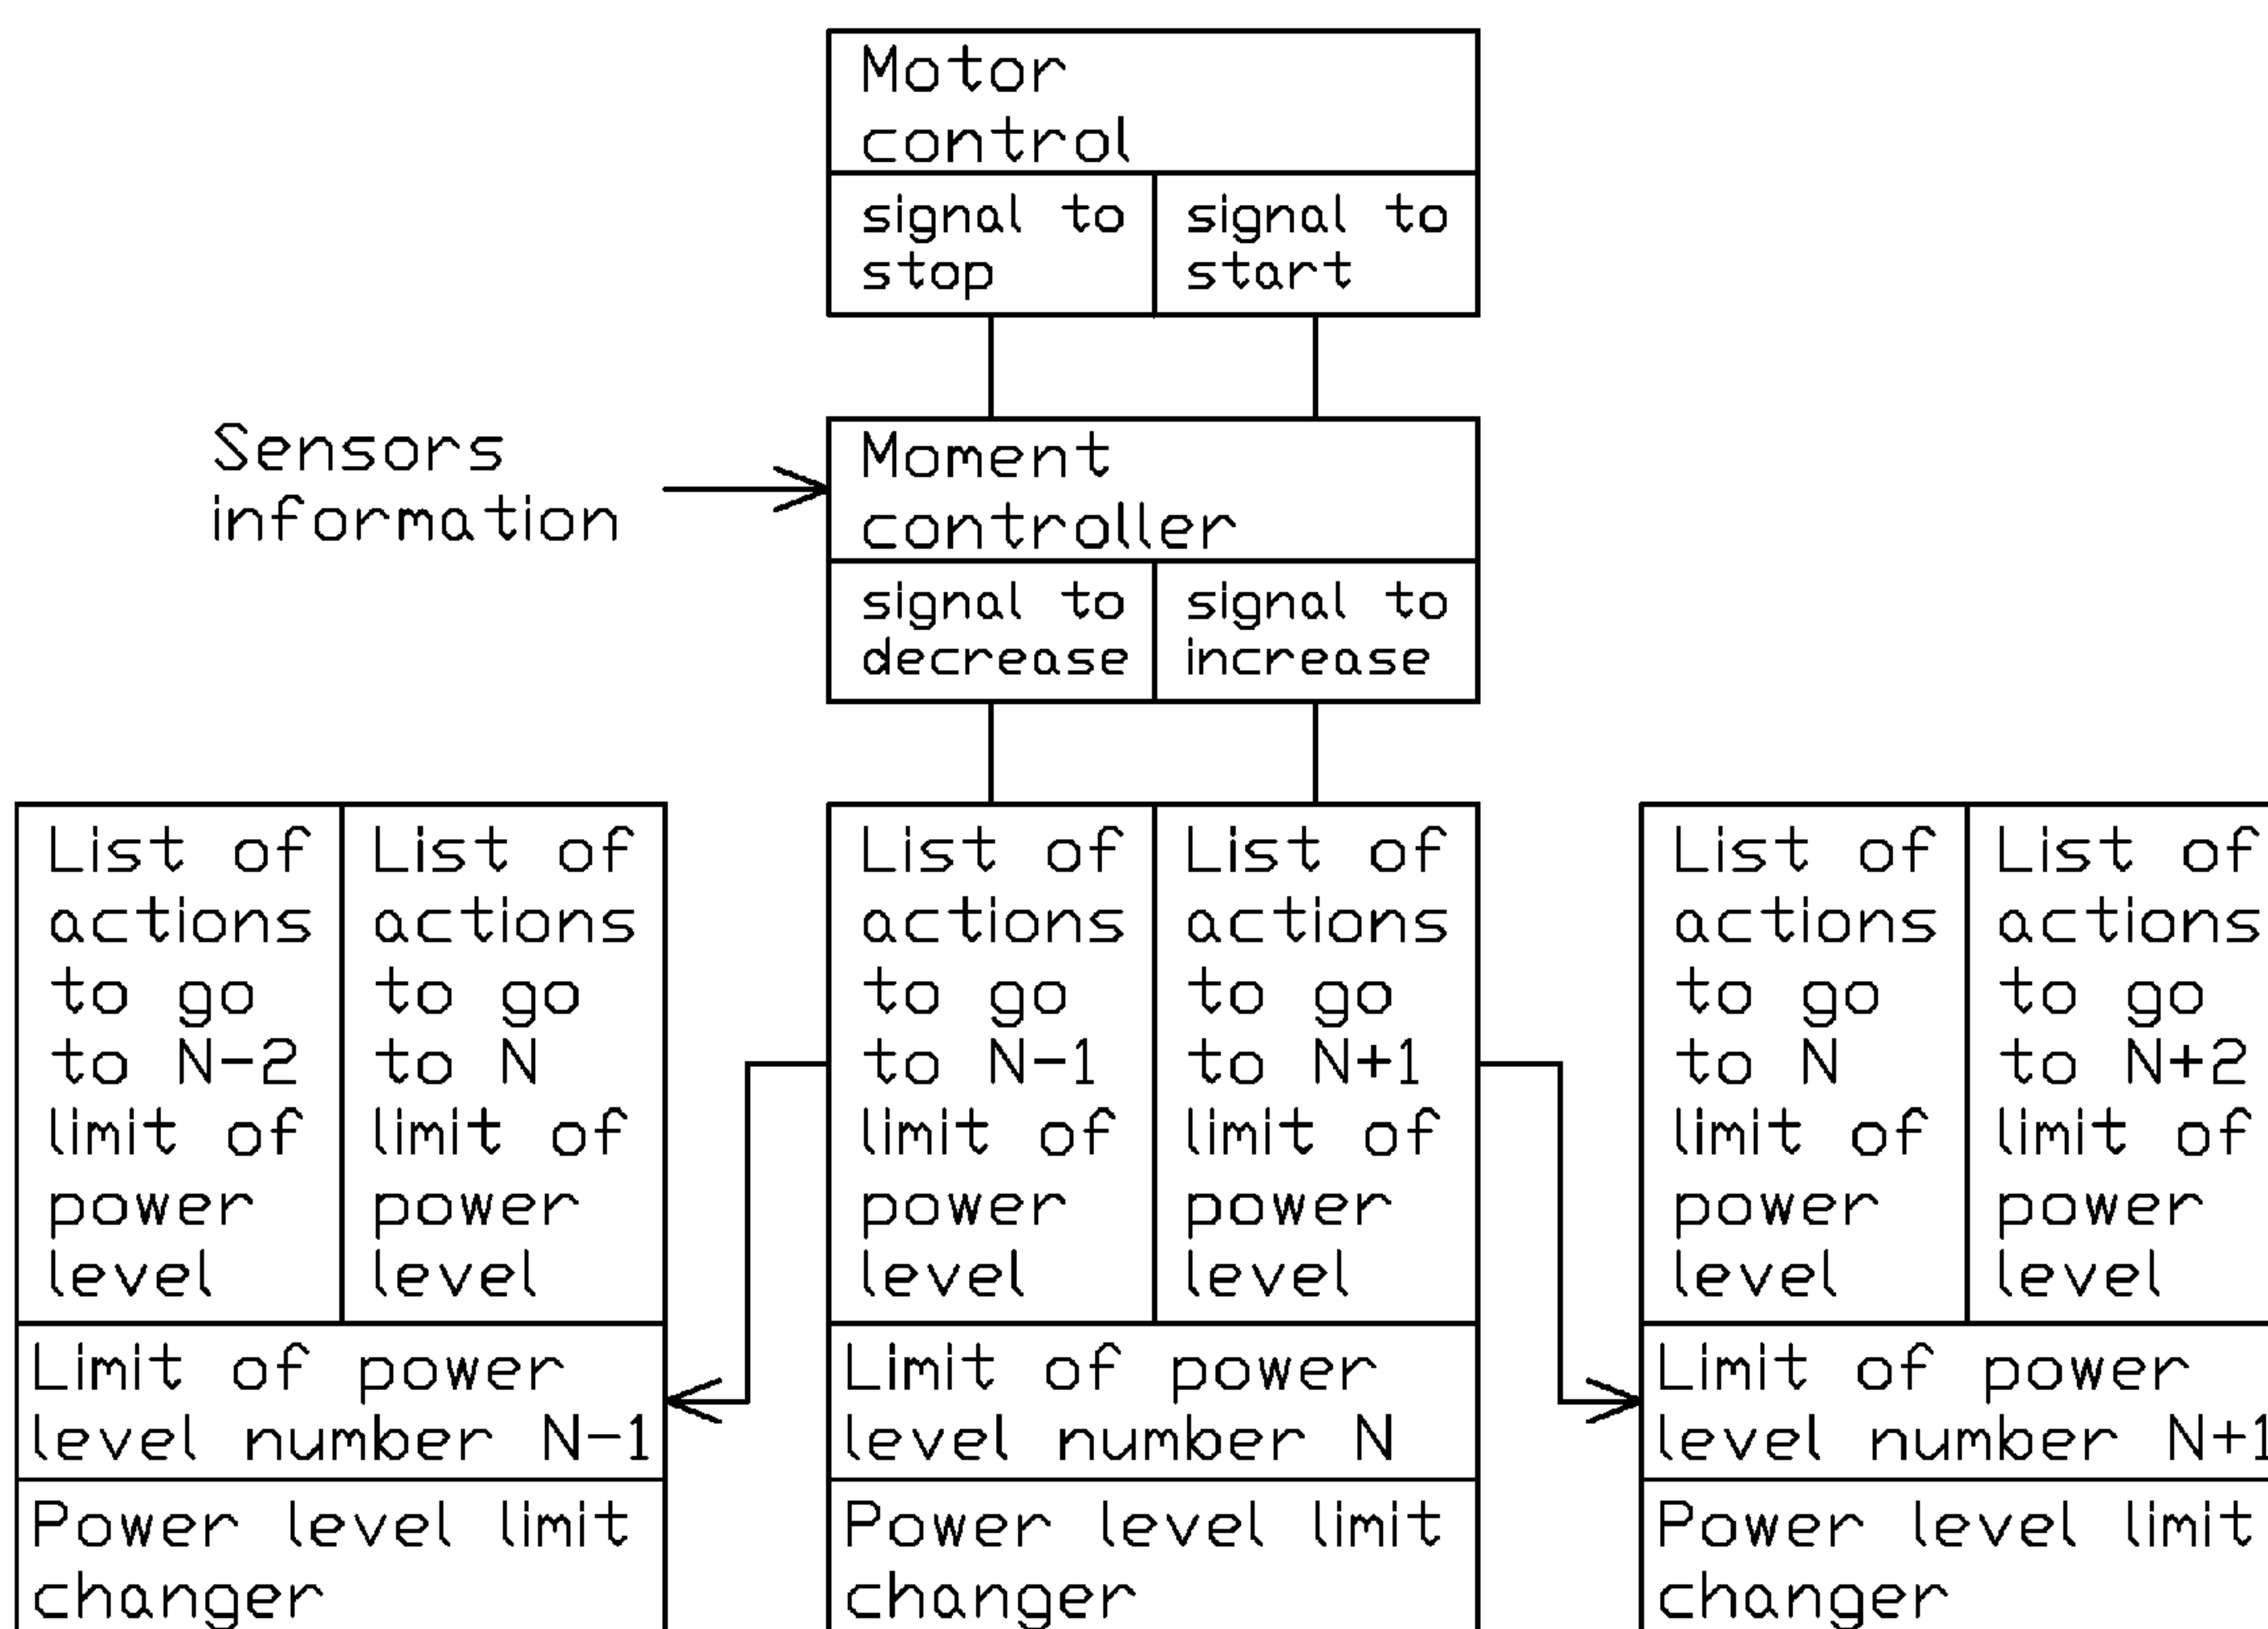 Motor
control
signal to
stop
signal to
start
Sensors
information
Moment
controller
signal to
decrease
signal to
increase
List of
actions
to go
to N-2
limit of
power
level
List of
actions
to go
to N
limit of
power
level
Limit of power
level number N-1
Power level limit
changer
List of
actions
to go
to N-1
limit of
power
level
List of
actions
to go
to N+1
limit of
power
level
Limit of power
level number N
Power level limit
changer
List of
actions
to go
to N
limit of
power
level
List of
actions
to go
to N+2
limit of
power
level
Limit of power
level number N+1
Power level limit
changer